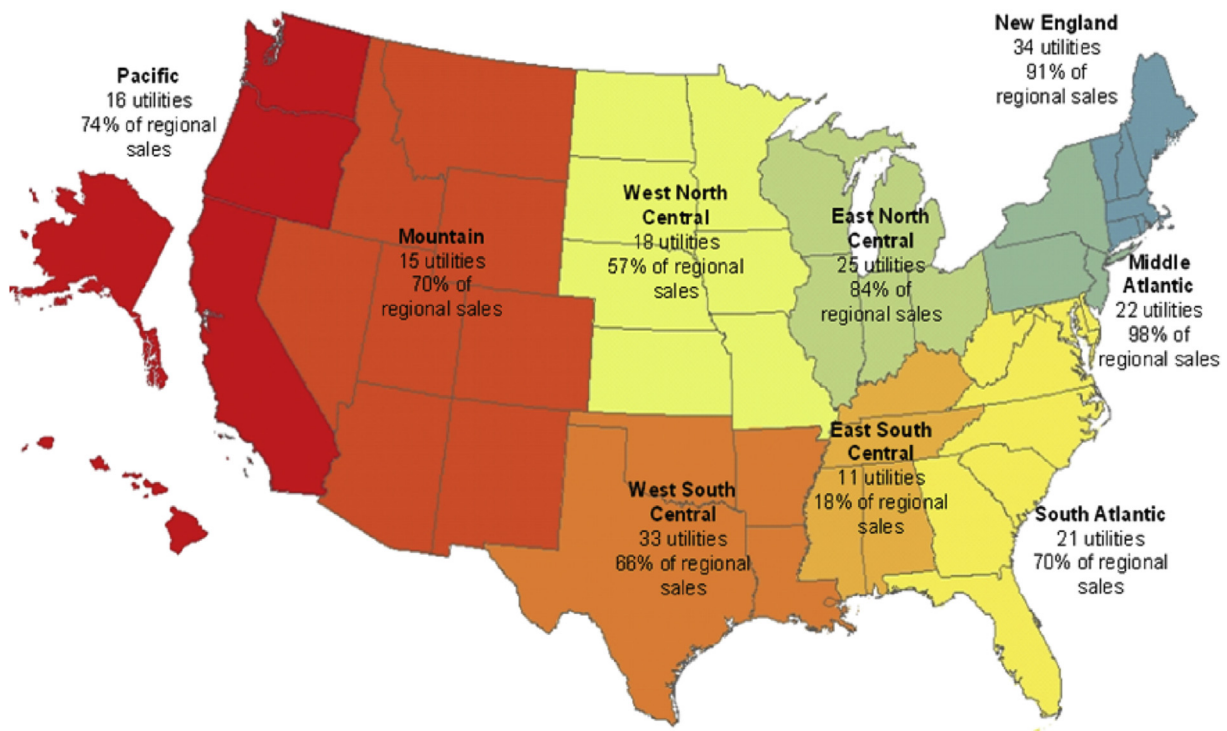 New England
34 utilities
91% of
regional sales
Pacific
16 utilities
74% of regional
sales
West North
Central
18 utilities
57% of regional
sales
East North
Central
25 utilities
84% of
regional sales
Mountain
15 utilities
70% of
regional sales
Middle
Atlantic
22 utilities
98% of
regional sales
East South
Central
11 utilities
18% of regional
sales
West South
Central
33 utilities
66% of regional
sales
South Atlantic
21 utilities
70% of regional
sales